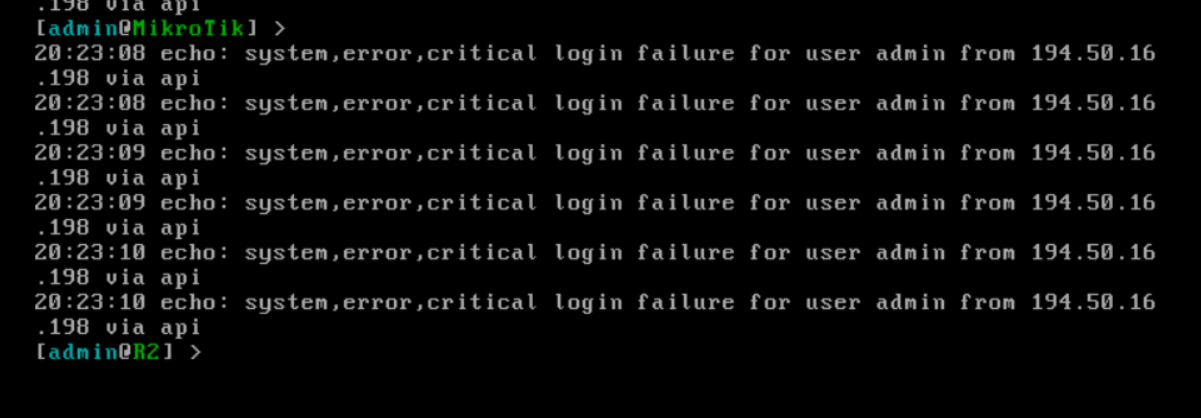 .198 via api
[admin@MikroTik] >
20:23:08 echo: system,error,critical login failure for user admin from 194.50.16
.198 via api
20:23:08 echo: system,error,critical login failure for user admin from 194.50.16
.198 via api
20:23:09 echo: system,error,critical login failure for user admin from 194.50.16
.198 via api
20:23:09 echo: system,error,critical login failure for user admin from 194.50.16
.198 via api
20:23:10 echo: system,error,critical login failure for user admin from 194.50.16
.198 via api
20:23:10 echo: system,error,critical login failure for user admin from 194.50.16
.198 via api
[admin@R2] >